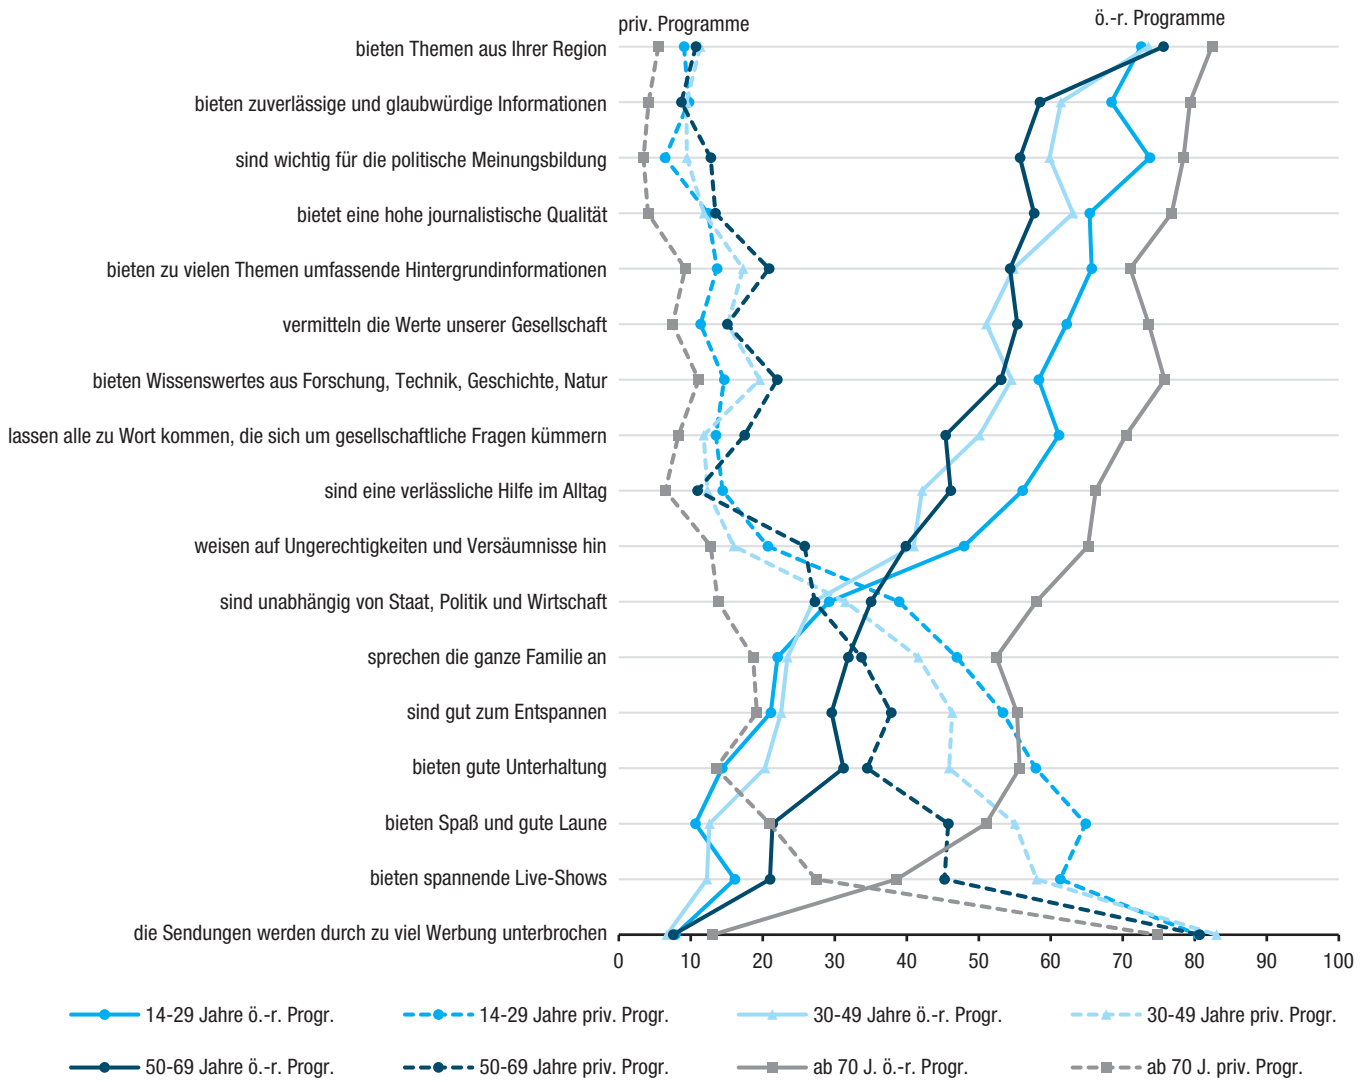 priv. Programme
ö.-r. Programme
bieten Themen aus Ihrer Region
bieten zuverlässige und glaubwürdige Informationen
sind wichtig für die politische Meinungsbildung
bietet eine hohe journalistische Qualität
bieten zu vielen Themen umfassende Hintergrundinformationen
vermitteln die Werte unserer Gesellschaft
bieten Wissenswertes aus Forschung, Technik, Geschichte, Natur
lassen alle zu Wort kommen, die sich um gesellschaftliche Fragen kümmern
sind eine verlässliche Hilfe im Alltag
weisen auf Ungerechtigkeiten und Versäumnisse hin
sind unabhängig von Staat, Politik und Wirtschaft
sprechen die ganze Familie an
sind gut zum Entspannen
bieten gute Unterhaltung
bieten Spaß und gute Laune
bieten spannende Live-Shows
die Sendungen werden durch zu viel Werbung unterbrochen
0 10 20 30 40 50 60 70 80 90 100
14-29 Jahre ö.-r. Progr. 14-29 Jahre priv. Progr. 30-49 Jahre ö.-r. Progr. 30-49 Jahre priv. Progr.
50-69 Jahre ö.-r. Progr. 50-69 Jahre priv. Progr. ab 70 J. ö.-r. Progr. ab 70 J. priv. Progr.